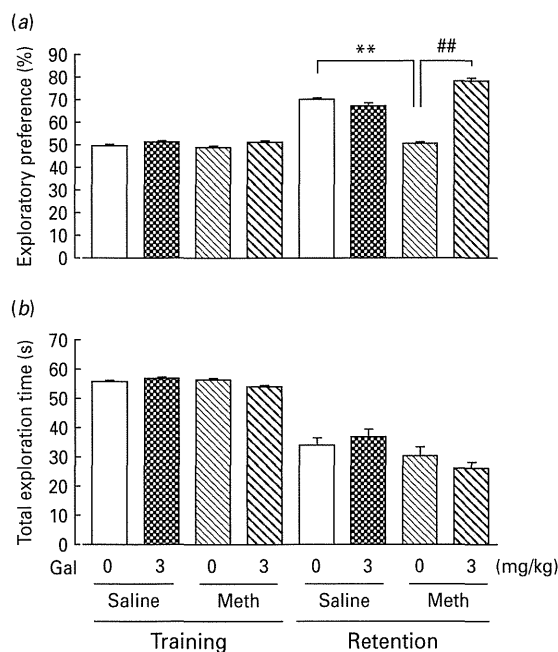 (a)
** ##
Exploratory preference (%)
90
80
70
60
50
40
30
20
10
0
(b)
Total exploration time (s)
70
60
50
40
30
20
10
0
Gal 0 3 0 3 0 3 0 3 (mg/kg)
Saline Meth Saline Meth
Training Retention